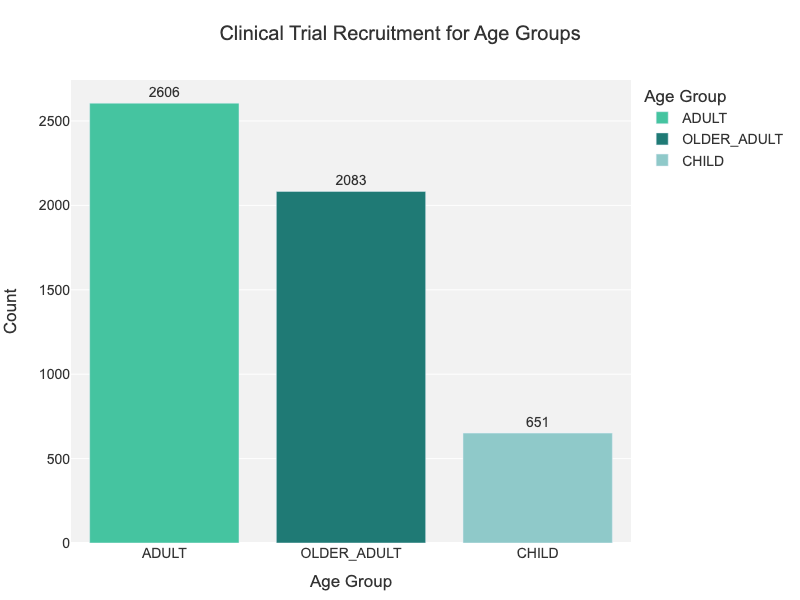 Clinical Trial Recruitment for Age Groups
2606
2083
651
2500
2000
1500
1000
500
0
Count
ADULT
OLDER_ADULT
CHILD
Age Group
Age Group
ADULT
OLDER_ADULT
CHILD